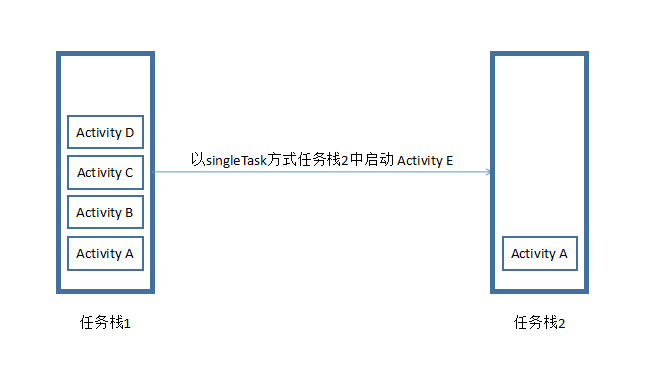 Activity D
Activity C
Activity B
Activity A
以singleTask方式任务栈2中启动 Activity E
Activity A
任务栈1
任务栈2